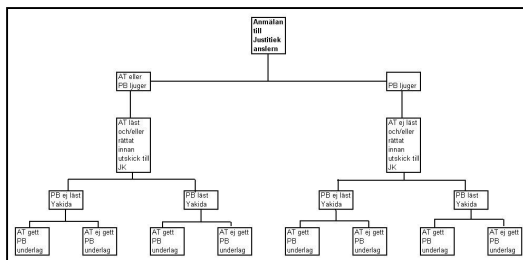 Anmälan
till
Justitiek
anslern
AT eller
PB ljuger
PB ljuger
AT läst
och/eller
rättat
innan
utskick till
JK
AT ej läst
och/eller
rättat
innan
utskick till
JK
PB ej läst
Yakida
PB läst
Yakida
PB ej läst
Yakida
PB läst
Yakida
AT gett
PB
underlag
AT ej gett
PB
underlag
AT gett
PB
underlag
AT ej gett
PB
underlag
AT gett
PB
underlag
AT ej gett
PB
underlag
AT gett
PB
underlag
AT ej gett
PB
underlag